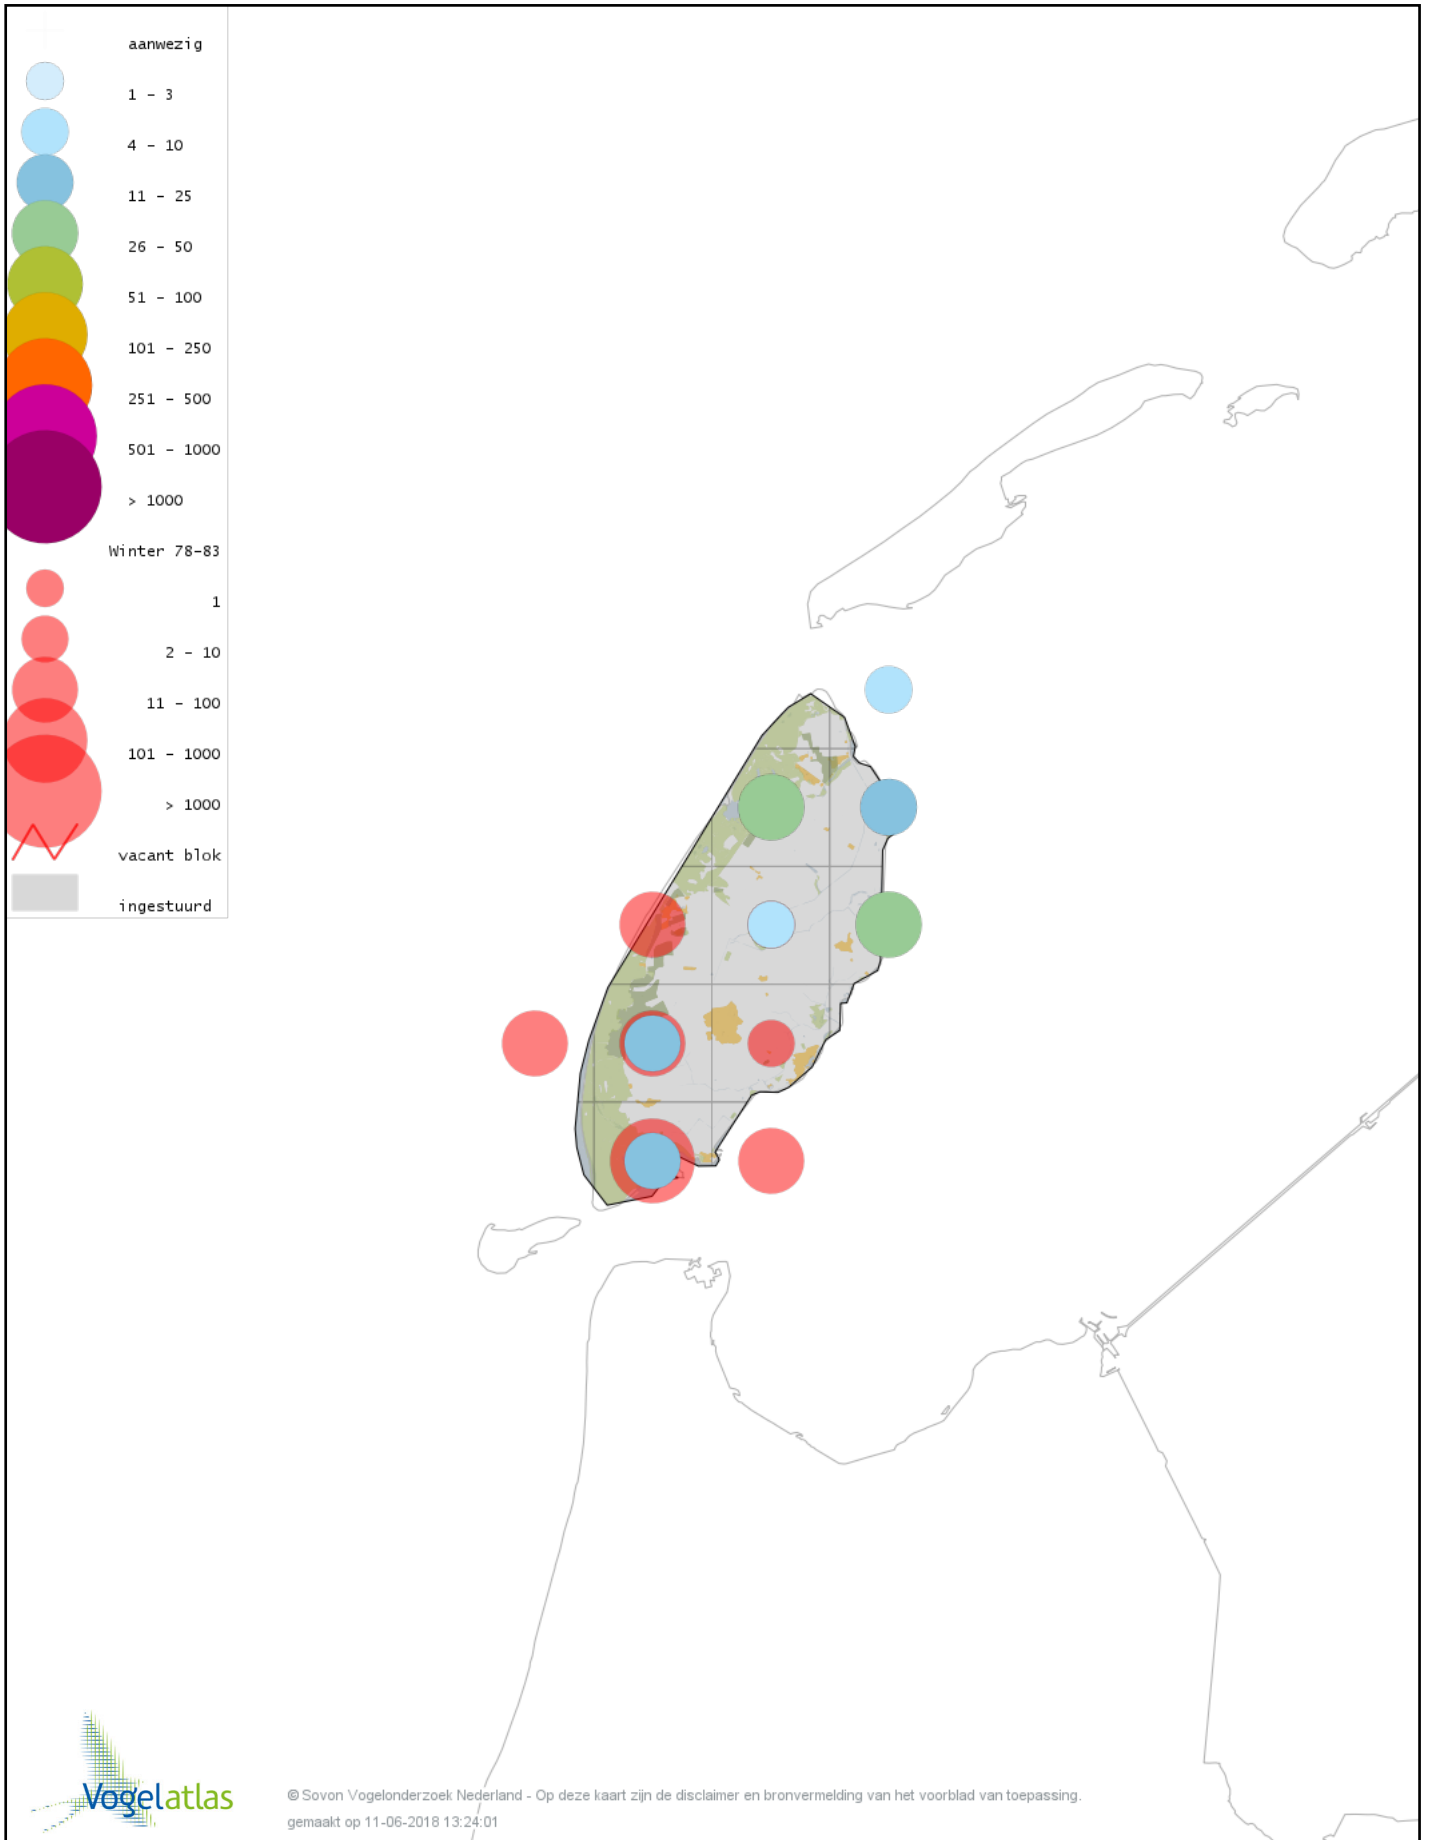 aanwezig
1 - 3
4 - 10
11 - 25
26 - 50
51 - 100
101 - 250
251 - 500
501 - 1000
> 1000
Winter 78-83
1
2 - 10
11 - 100
101 - 1000
> 1000
vacant blok
ingestuurd
Vogelatlas
© Sovon Vogelonderzoek Nederland - Op deze kaart zijn de disclaimer en bronvermelding van het voorblad van toepassing.
gemaakt op 11-06-2018 13:24:01